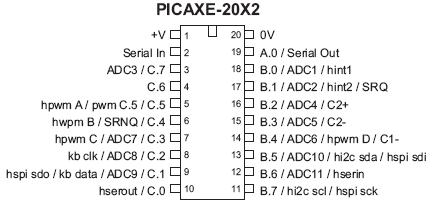 PICAXE-20X2
+V 1 20 0V
Serial In 2 19 A.0 / Serial Out
ADC3 / C.7 3 18 B.0 / ADC1 / hint1
C.6 4 17 B.1 / ADC2 / hint2 / SRQ
hpwm A / pwm C.5 / C.5 5 16 B.2 / ADC4 / C2+
hwpm B / SRNQ / C.4 6 15 B.3 / ADC5 / C2-
hpwm C / ADC7 / C.3 7 14 B.4 / ADC6 / hpwm D / C1-
kb clk / ADC8 / C.2 8 13 B.5 / ADC10 / hi2c sda / hspi sdi
hspi sdo / kb data / ADC9 / C.1 9 12 B.6 / ADC11 / hserin
hserout / C.0 10 11 B.7 / hi2c scl / hspi sck